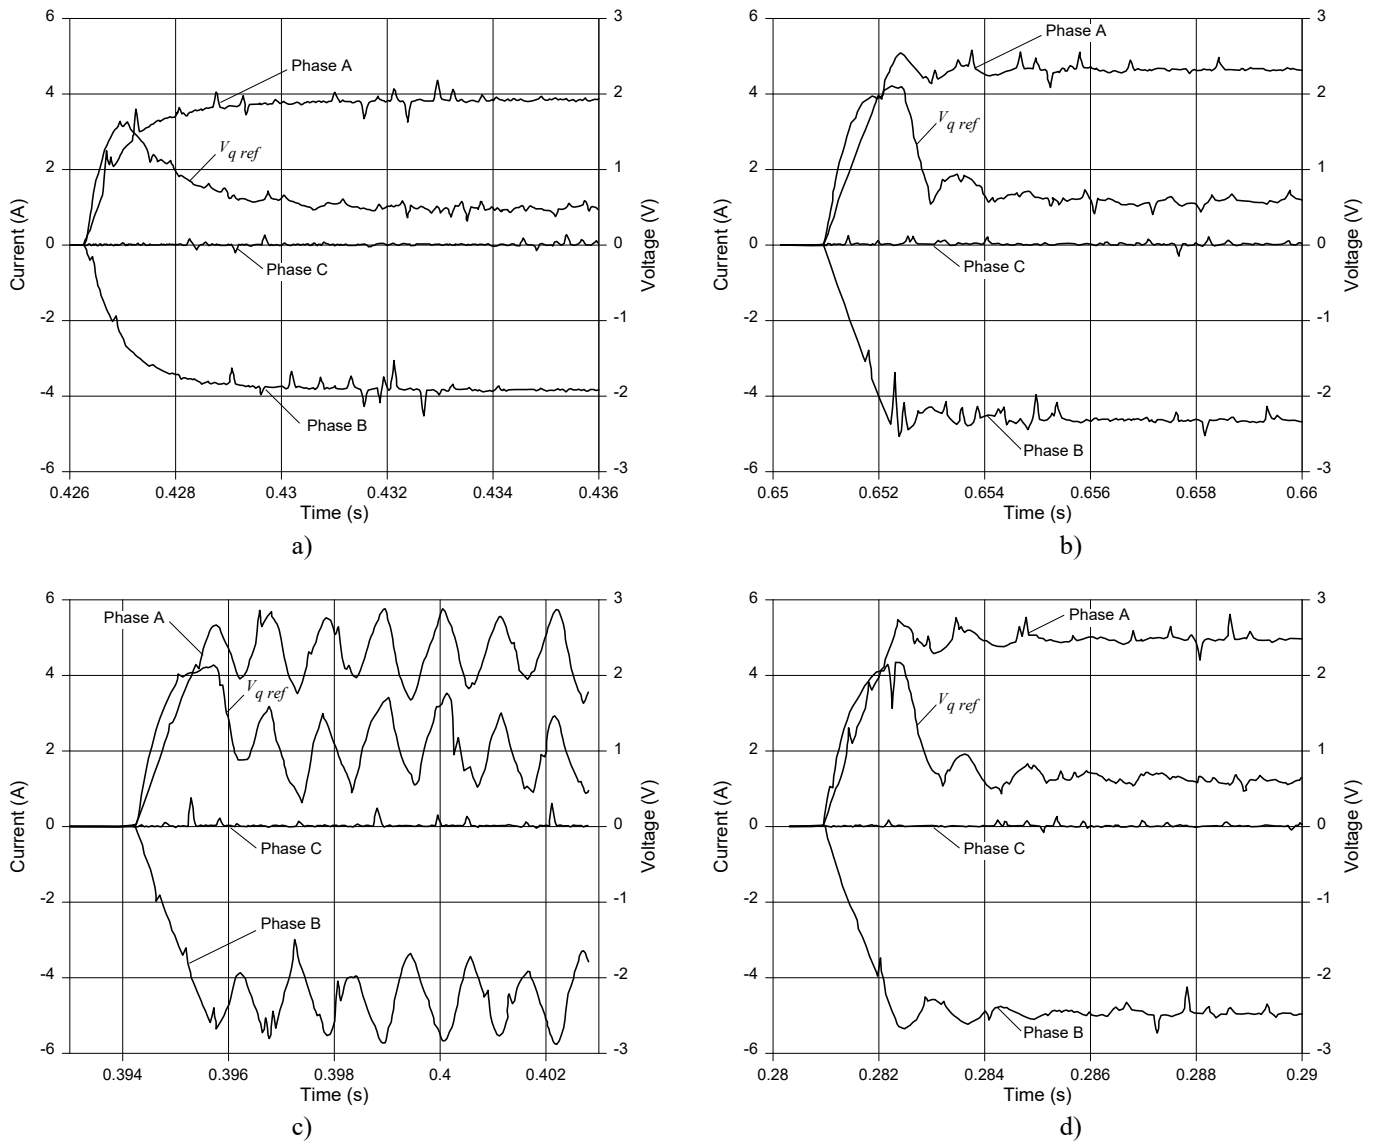 6
4
2
0
-2
-4
-6
Current (A)
3
2
1
0
-1
-2
-3
Voltage (V)
Phase A
V q ref
Phase C
Phase B
0.426 0.428 0.43 0.432 0.434 0.436
Time (s)
a)
6
4
2
0
-2
-4
-6
Current (A)
3
2
1
0
-1
-2
-3
Voltage (V)
Phase A
V q ref
Phase C
Phase B
0.65 0.652 0.654 0.656 0.658 0.66
Time (s)
b)
6
4
2
0
-2
-4
-6
Current (A)
3
2
1
0
-1
-2
-3
Voltage (V)
Phase A
V q ref
Phase C
Phase B
0.394 0.396 0.398 0.4 0.402
Time (s)
c)
6
4
2
0
-2
-4
-6
Current (A)
3
2
1
0
-1
-2
-3
Voltage (V)
Phase A
V q ref
Phase C
Phase B
0.28 0.282 0.284 0.286 0.288 0.29
Time (s)
d)